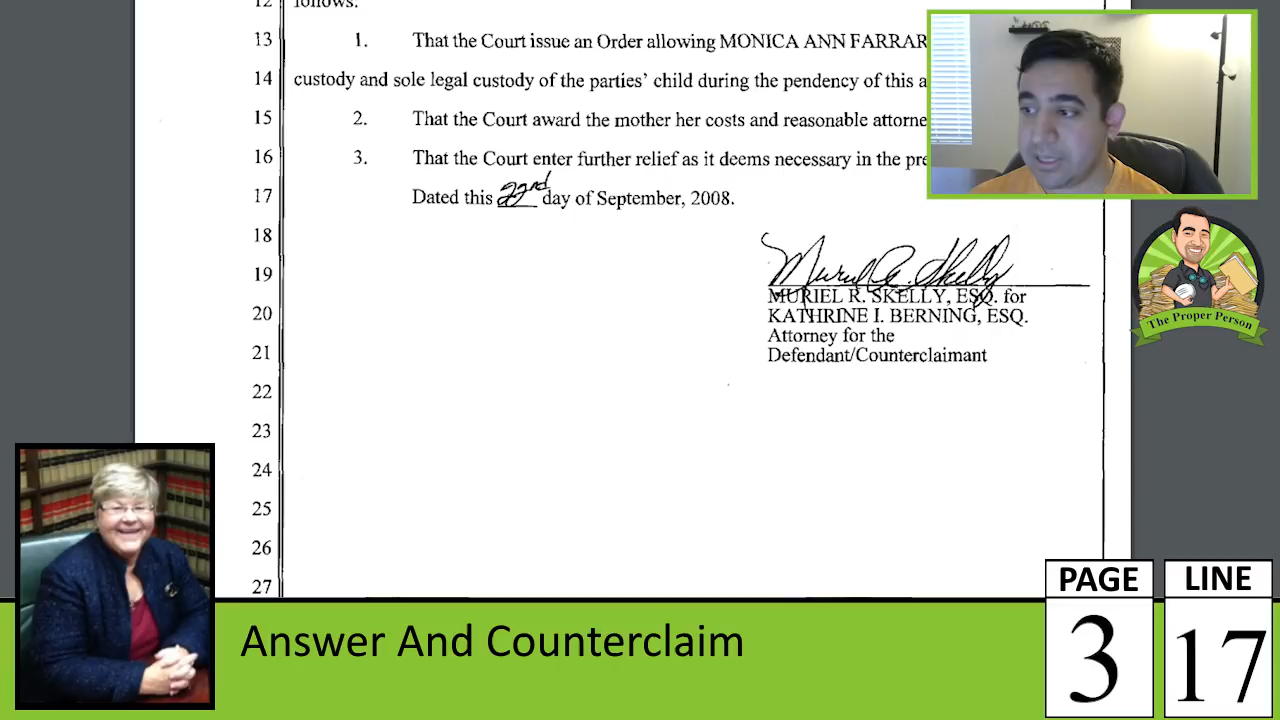 12 follows:
13 1. That the Court issue an Order allowing MONICA ANN FARRAR
14 custody and sole legal custody of the parties' child during the pendency of this a
15 2. That the Court award the mother her costs and reasonable attorne
16 3. That the Court enter further relief as it deems necessary in the pre
17 Dated this 22nd day of September, 2008.
18
19 Muriel R. Skelly
MURIEL R. SKELLY, ESQ. for
20 KATHRINE I. BERNING, ESQ.
Attorney for the
21 Defendant/Counterclaimant
22
23
24
25
26
27
The Proper Person
Answer And Counterclaim
PAGE
3
LINE
17